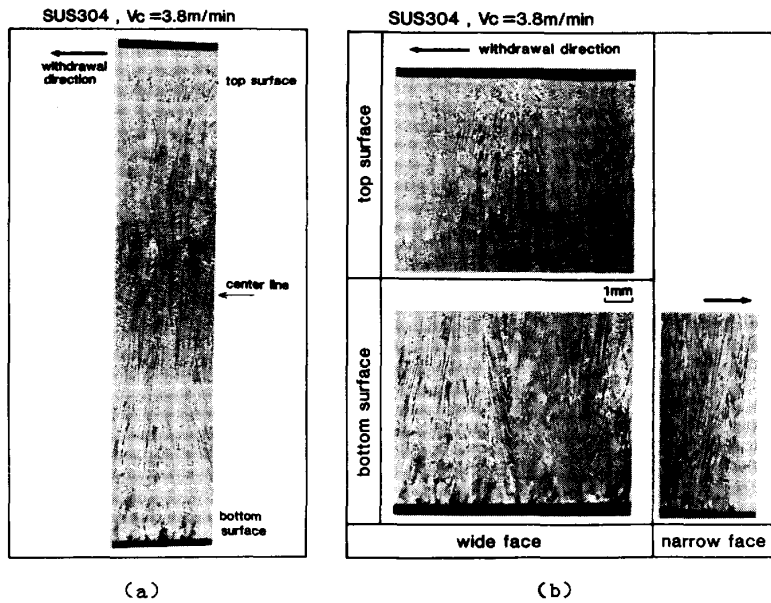 SUS304 , Vc=3.8m/min
withdrawal
direction
top surface
center line
bottom
surface
(a)
SUS304 , Vc=3.8m/min
withdrawal direction
top surface
1mm
bottom surface
wide face
narrow face
(b)